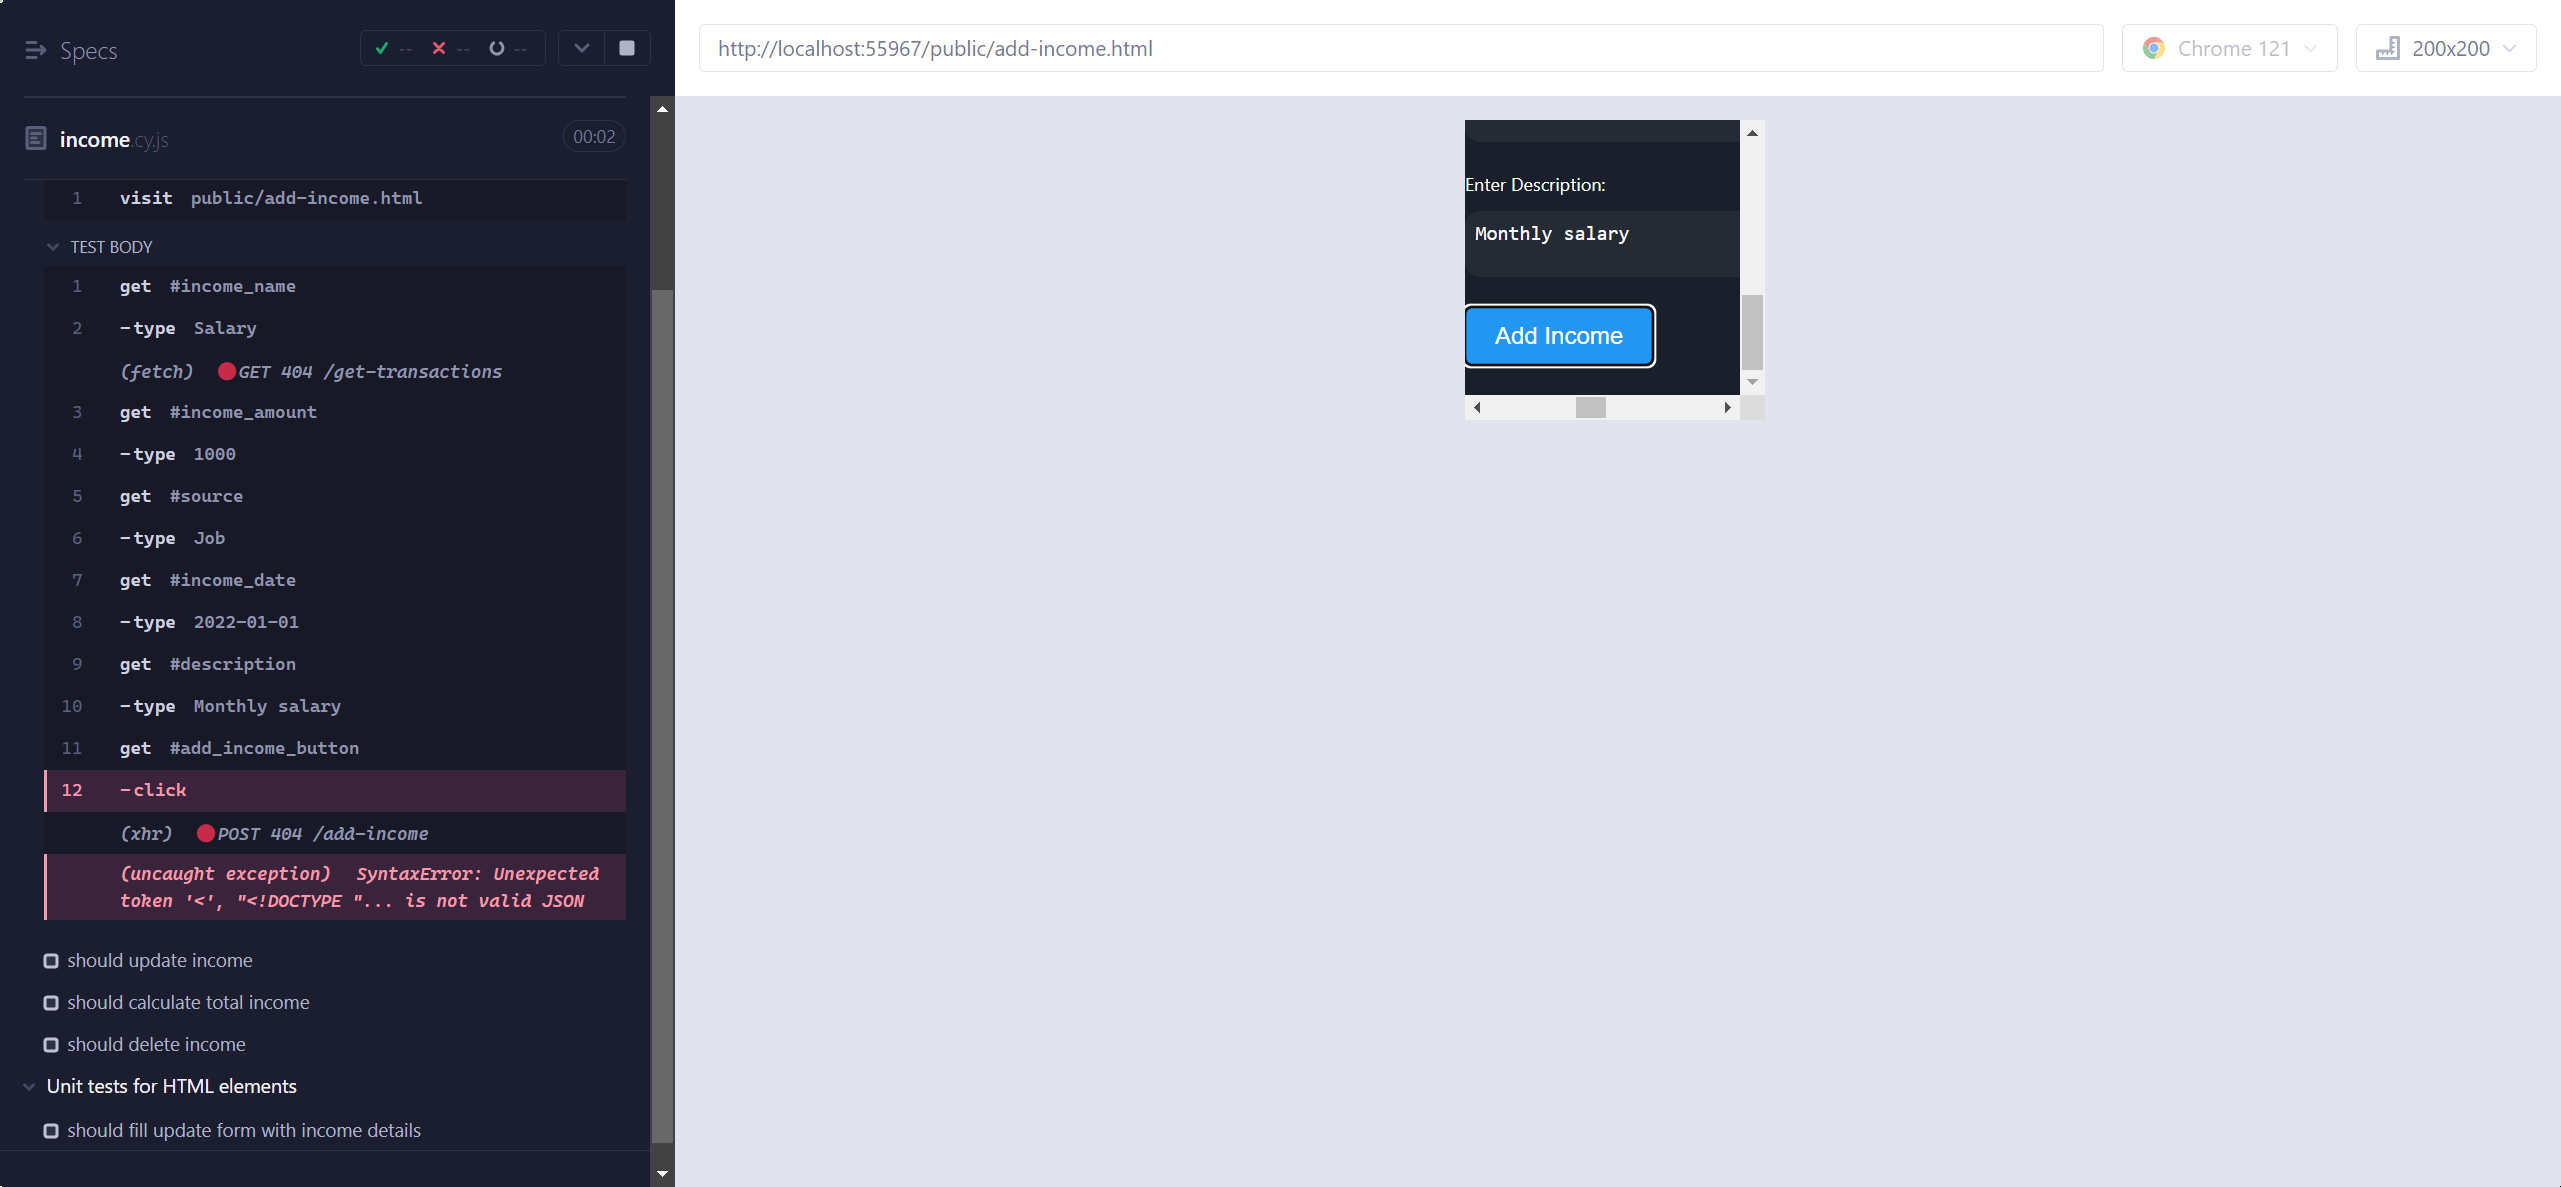 Specs
-- -- --
income.cy.js
00:02
1 visit public/add-income.html
TEST BODY
1 get #income_name
2 -type Salary
(fetch) GET 404 /get-transactions
3 get #income_amount
4 -type 1000
5 get #source
6 -type Job
7 get #income_date
8 -type 2022-01-01
9 get #description
10 -type Monthly salary
11 get #add_income_button
12 -click
(xhr) POST 404 /add-income
(uncaught exception) SyntaxError: Unexpected
token '<', "<!DOCTYPE "... is not valid JSON
should update income
should calculate total income
should delete income
Unit tests for HTML elements
should fill update form with income details
http://localhost:55967/public/add-income.html
Chrome 121
200x200
Enter Description:
Monthly salary
Add Income